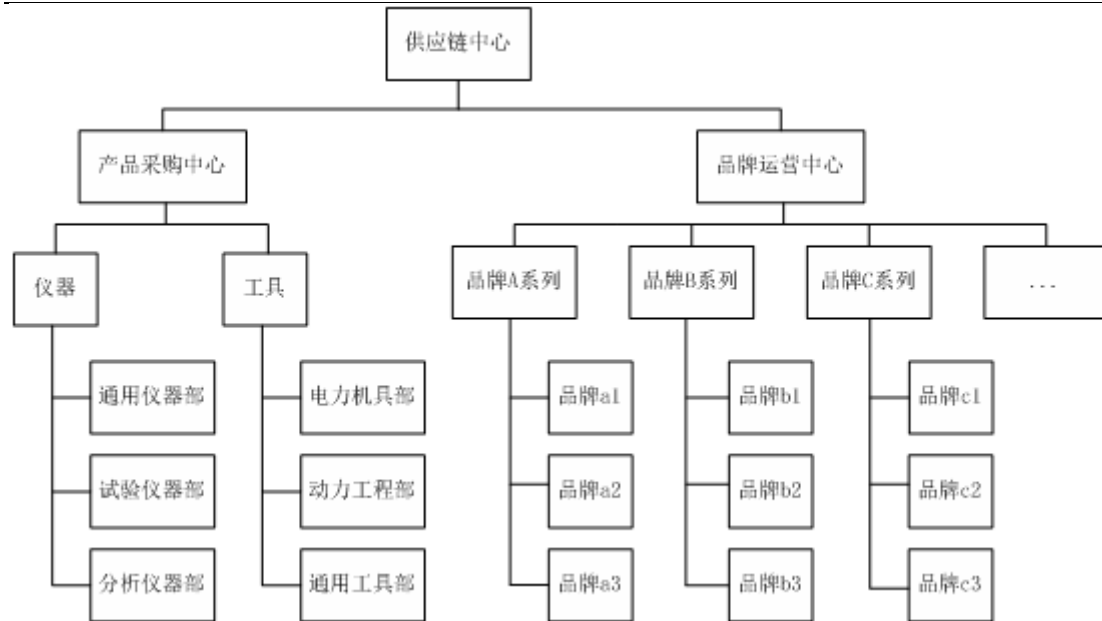 供应链中心
产品采购中心
品牌运营中心
仪器
工具
品牌A系列
品牌B系列
品牌C系列
...
通用仪器部
电力机具部
品牌a1
品牌b1
品牌c1
试验仪器部
动力工程部
品牌a2
品牌b2
品牌c2
分析仪器部
通用工具部
品牌a3
品牌b3
品牌c3